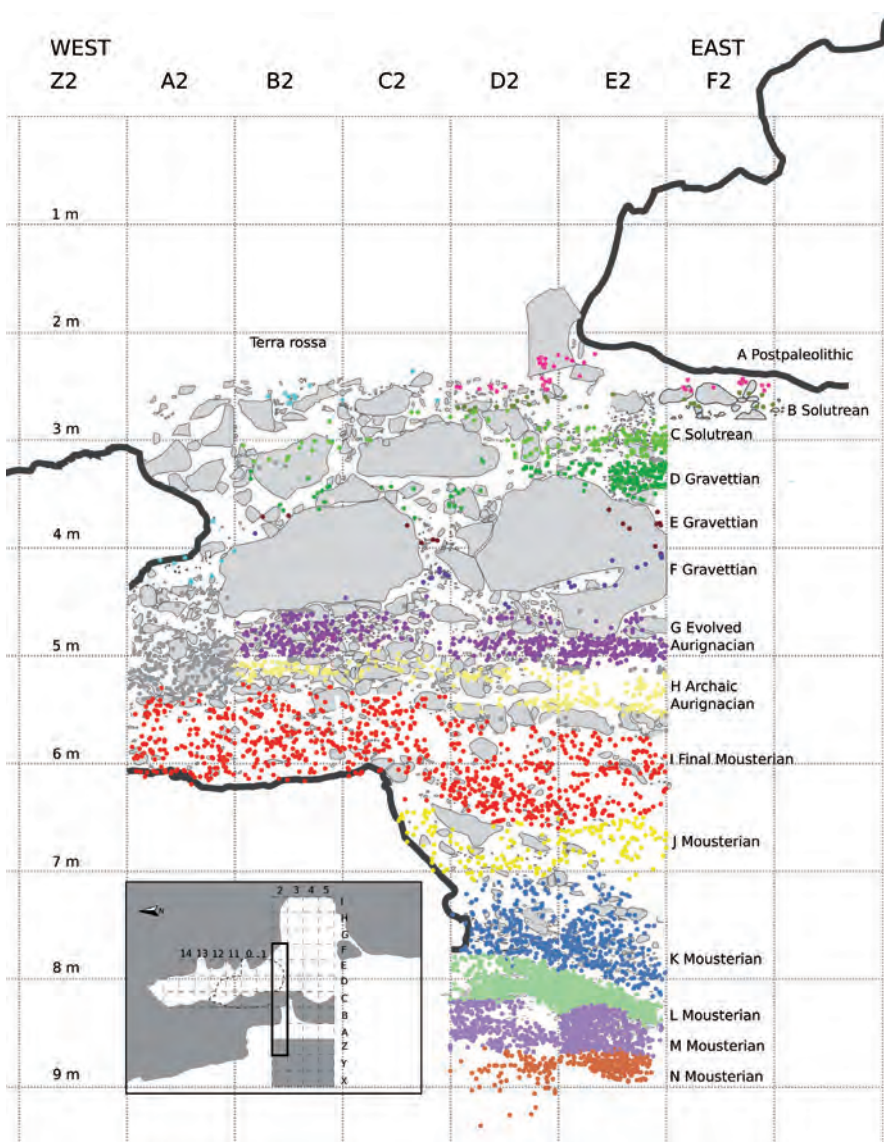 WEST EAST
Z2 A2 B2 C2 D2 E2 F2
1 m
2 m
Terra rossa
A Postpaleolithic
B Solutrean
3 m
C Solutrean
D Gravettian
E Gravettian
4 m
F Gravettian
G Evolved
Aurignacian
5 m
H Archaic
Aurignacian
I Final Mousterian
6 m
J Mousterian
7 m
K Mousterian
8 m
L Mousterian
M Mousterian
N Mousterian
9 m
N
2 3 4 5
I
H
G
F
E
D
C
B
A
Z
Y
X
14 13 12 11 0 .1